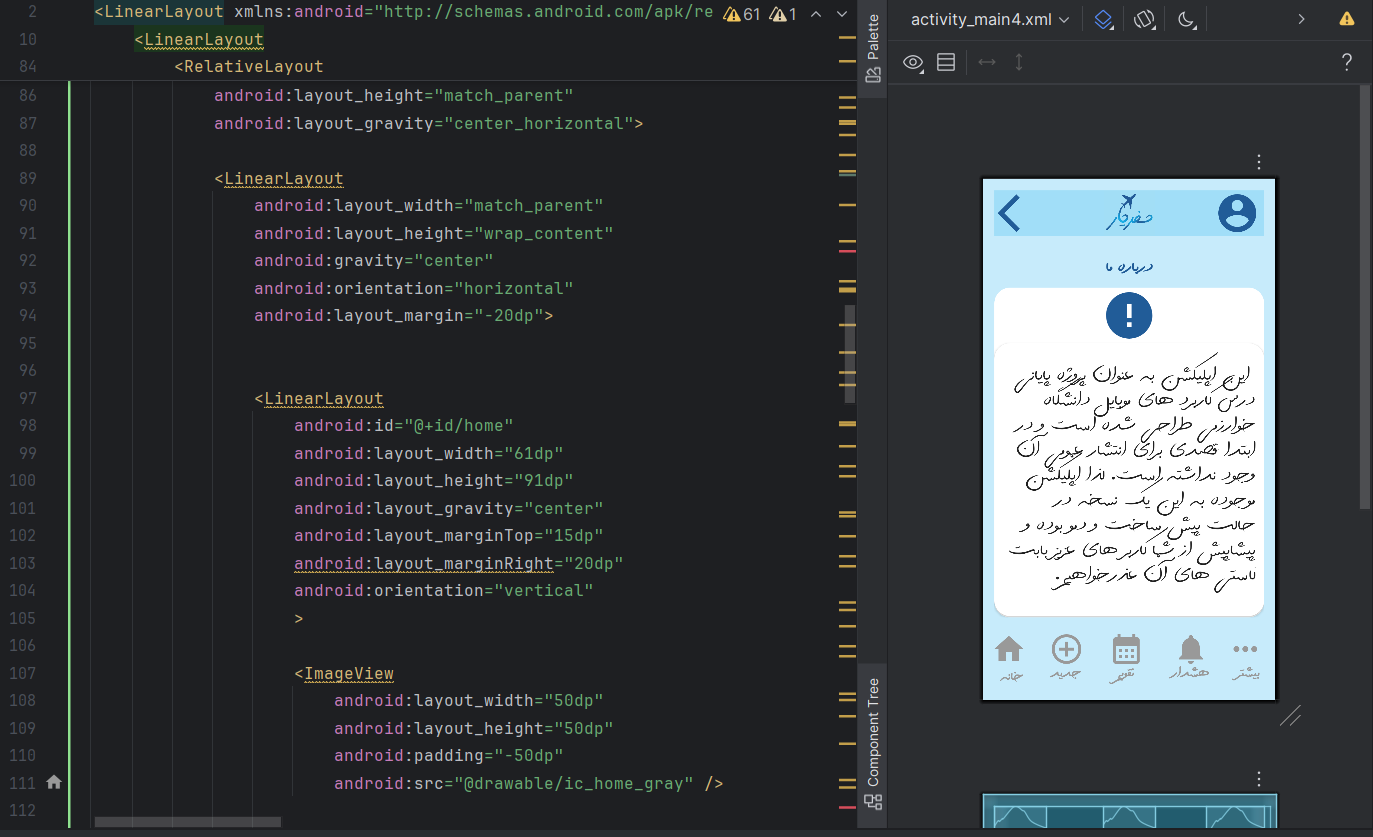 2 <LinearLayout xmlns:android="http://schemas.android.com/apk/re
61 1
10 <LinearLayout
84 <RelativeLayout
86 android:layout_height="match_parent"
87 android:layout_gravity="center_horizontal">
88
89 <LinearLayout
90 android:layout_width="match_parent"
91 android:layout_height="wrap_content"
92 android:gravity="center"
93 android:orientation="horizontal"
94 android:layout_margin="-20dp">
95
96
97 <LinearLayout
98 android:id="@+id/home"
99 android:layout_width="61dp"
100 android:layout_height="91dp"
101 android:layout_gravity="center"
102 android:layout_marginTop="15dp"
103 android:layout_marginRight="20dp"
104 android:orientation="vertical"
105 >
106
107 <ImageView
108 android:layout_width="50dp"
109 android:layout_height="50dp"
110 android:padding="-50dp"
111 android:src="@drawable/ic_home_gray" />
112
Palette
Component Tree
activity_main4.xml
?
سفریار
درباره ما
این اپلیکشن به عنوان پروژه پایانی
درس کاربرد های موبایل دانشگاه
خوارزمی طراحی شده است و در
ابتدا قصدی برای انتشار عمومی آن
وجود نداشته است. لذا اپلیکشن
موجوده به این یک نسخه در
حالت پیش ساخت و دمو بوده و
پیشاپیش از شما کاربر های عزیز بابت
کاستی های آن عذرخواهیم.
خانه
جدید
تقویم
هشدار
بیشتر